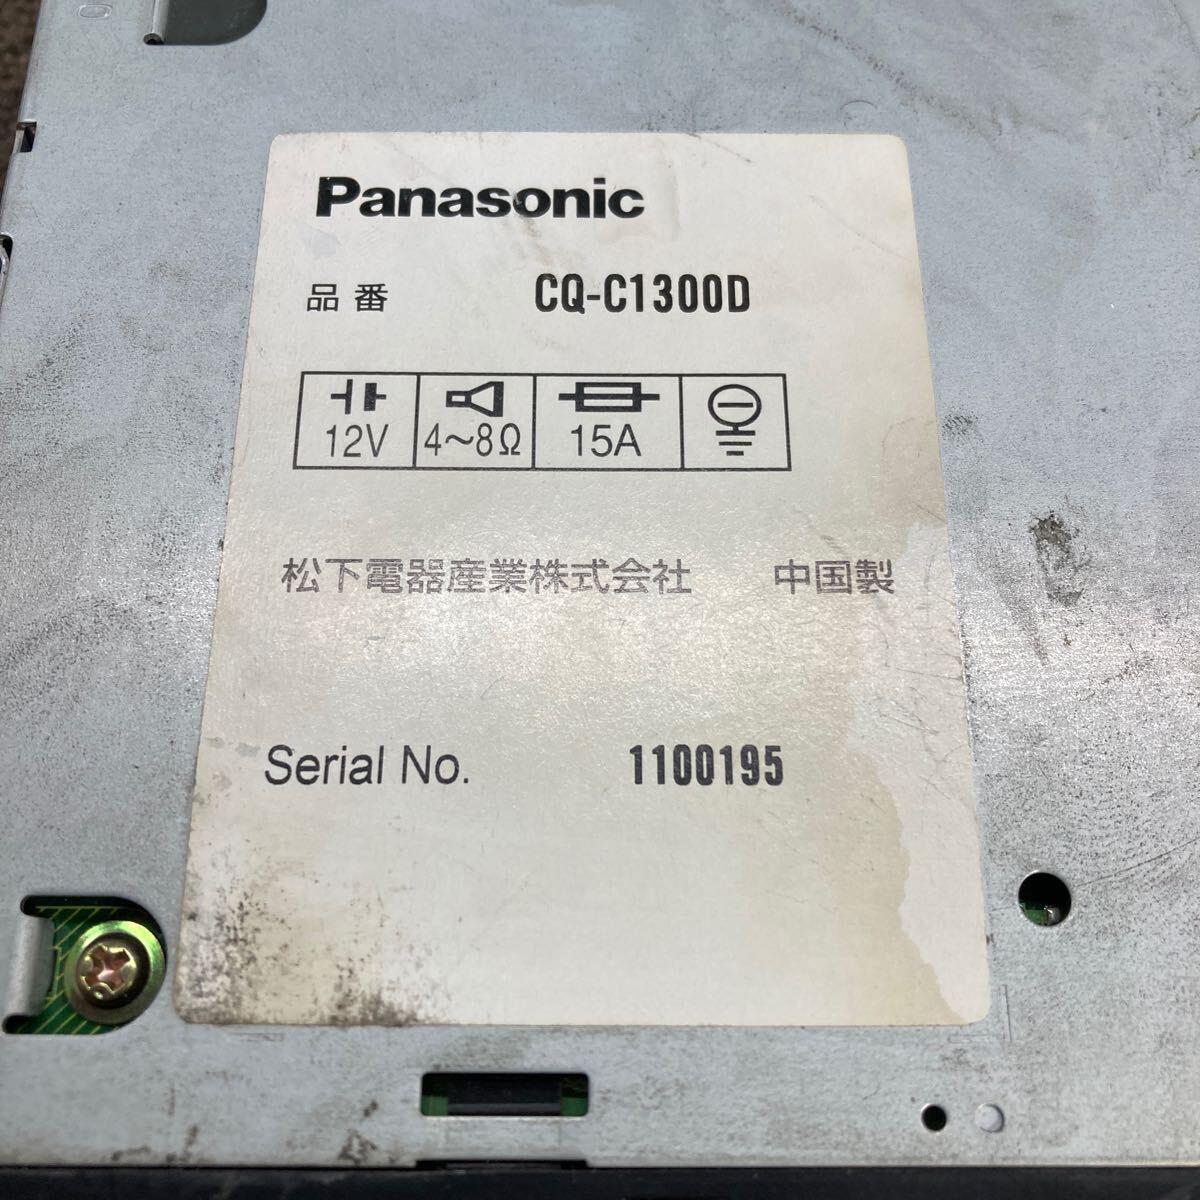 Panasonic
品番 CQ-C1300D
12V 4〜8Ω 15A
松下電器産業株式会社 中国製
Serial No. 1100195